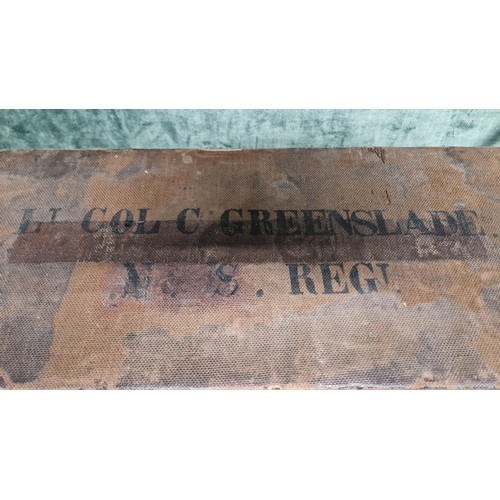 LT COL C GREENSLADE
N. S. REGT.